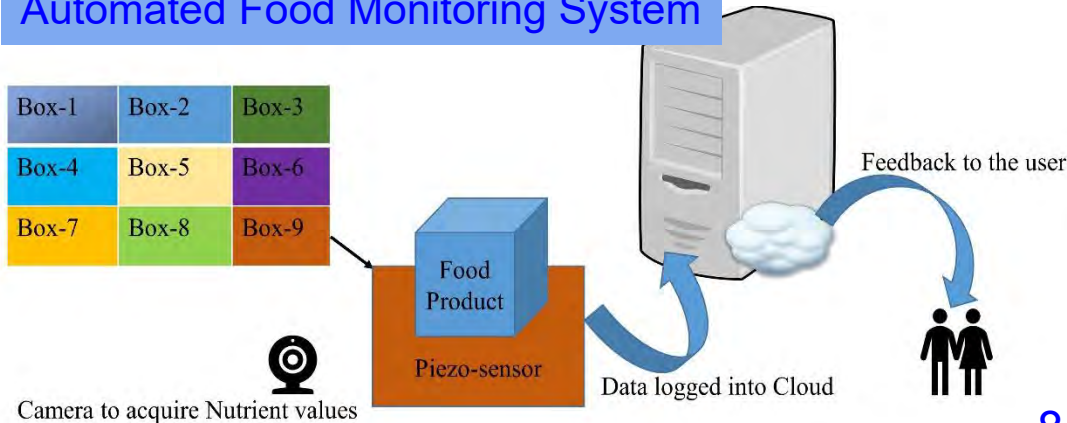 Automated Food Monitoring System
Box-1 Box-2 Box-3
Box-4 Box-5 Box-6
Box-7 Box-8 Box-9
Food
Product
Piezo-sensor
Camera to acquire Nutrient values
Data logged into Cloud
Feedback to the user